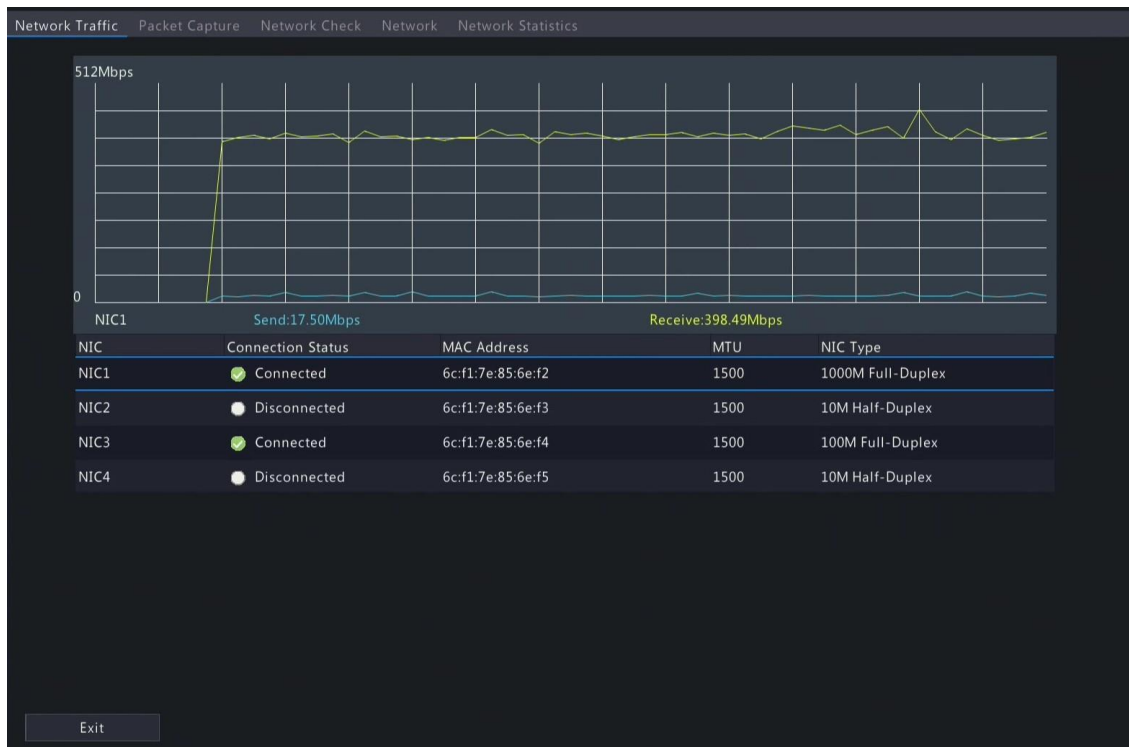 Network Traffic Packet Capture Network Check Network Network Statistics
512Mbps
0
NIC1 Send:17.50Mbps Receive:398.49Mbps
NIC Connection Status MAC Address MTU NIC Type
NIC1 Connected 6c:f1:7e:85:6e:f2 1500 1000M Full-Duplex
NIC2 Disconnected 6c:f1:7e:85:6e:f3 1500 10M Half-Duplex
NIC3 Connected 6c:f1:7e:85:6e:f4 1500 100M Full-Duplex
NIC4 Disconnected 6c:f1:7e:85:6e:f5 1500 10M Half-Duplex
Exit